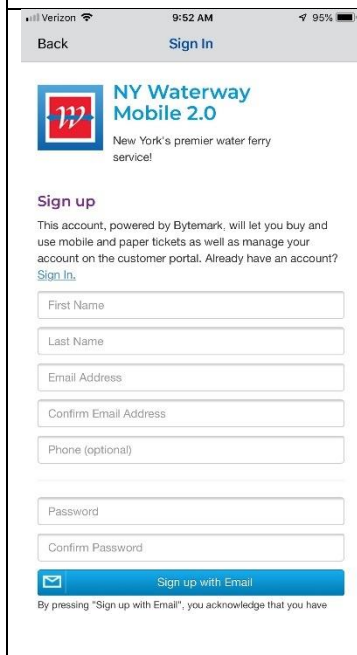 Verizon 9:52 AM 95%
Back Sign In
NY Waterway
Mobile 2.0
New York's premier water ferry
service!
Sign up
This account, powered by Bytemark, will let you buy and
use mobile and paper tickets as well as manage your
account on the customer portal. Already have an account?
Sign In.
First Name
Last Name
Email Address
Confirm Email Address
Phone (optional)
Password
Confirm Password
Sign up with Email
By pressing "Sign up with Email", you acknowledge that you have